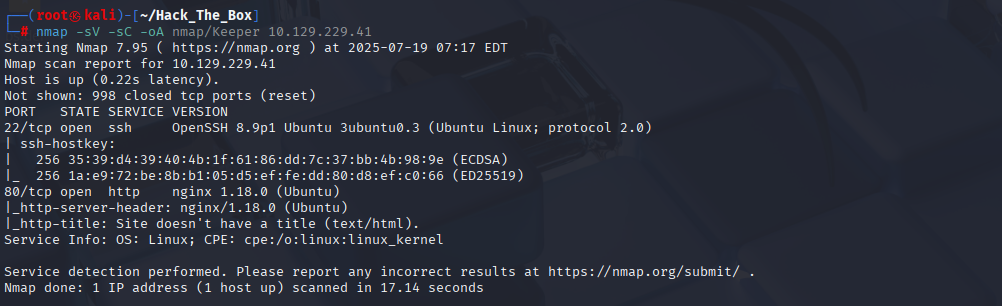 ┌──(root㉿kali)-[~/Hack_The_Box]
└─# nmap -sV -sC -oA nmap/Keeper 10.129.229.41
Starting Nmap 7.95 ( https://nmap.org ) at 2025-07-19 07:17 EDT
Nmap scan report for 10.129.229.41
Host is up (0.22s latency).
Not shown: 998 closed tcp ports (reset)
PORT   STATE SERVICE VERSION
22/tcp open  ssh     OpenSSH 8.9p1 Ubuntu 3ubuntu0.3 (Ubuntu Linux; protocol 2.0)
| ssh-hostkey:
|   256 35:39:d4:39:40:4b:1f:61:86:dd:7c:37:bb:4b:98:9e (ECDSA)
|_  256 1a:e9:72:be:8b:b1:05:d5:ef:fe:dd:80:d8:ef:c0:66 (ED25519)
80/tcp open  http    nginx 1.18.0 (Ubuntu)
|_http-server-header: nginx/1.18.0 (Ubuntu)
|_http-title: Site doesn't have a title (text/html).
Service Info: OS: Linux; CPE: cpe:/o:linux:linux_kernel

Service detection performed. Please report any incorrect results at https://nmap.org/submit/ .
Nmap done: 1 IP address (1 host up) scanned in 17.14 seconds